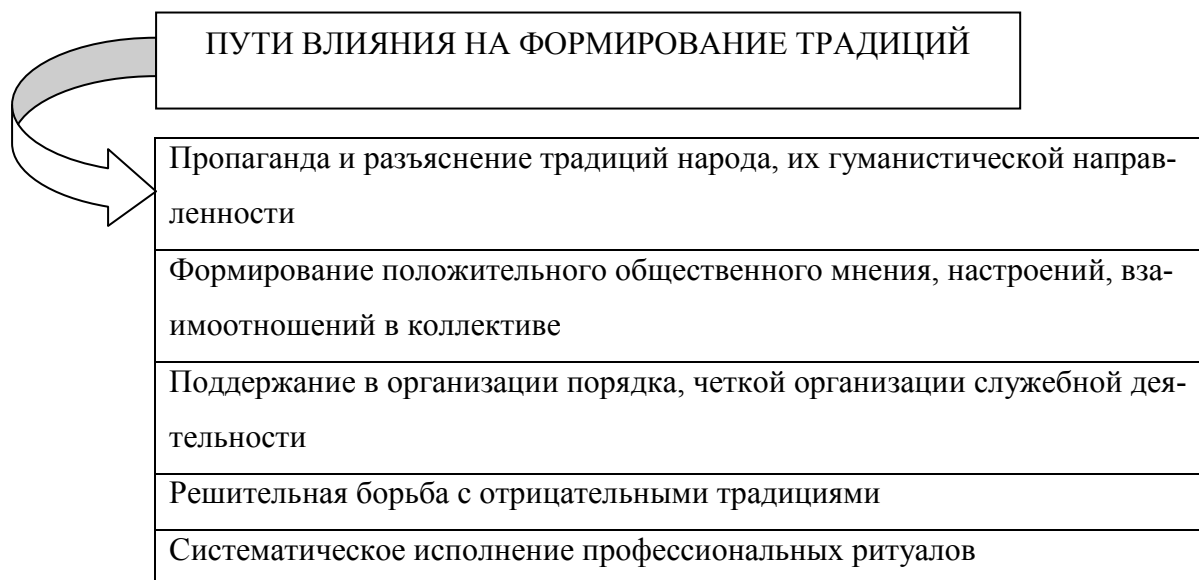 ПУТИ ВЛИЯНИЯ НА ФОРМИРОВАНИЕ ТРАДИЦИЙ
Пропаганда и разъяснение традиций народа, их гуманистической направ-
ленности
Формирование положительного общественного мнения, настроений, вза-
имоотношений в коллективе
Поддержание в организации порядка, четкой организации служебной дея-
тельности
Решительная борьба с отрицательными традициями
Систематическое исполнение профессиональных ритуалов